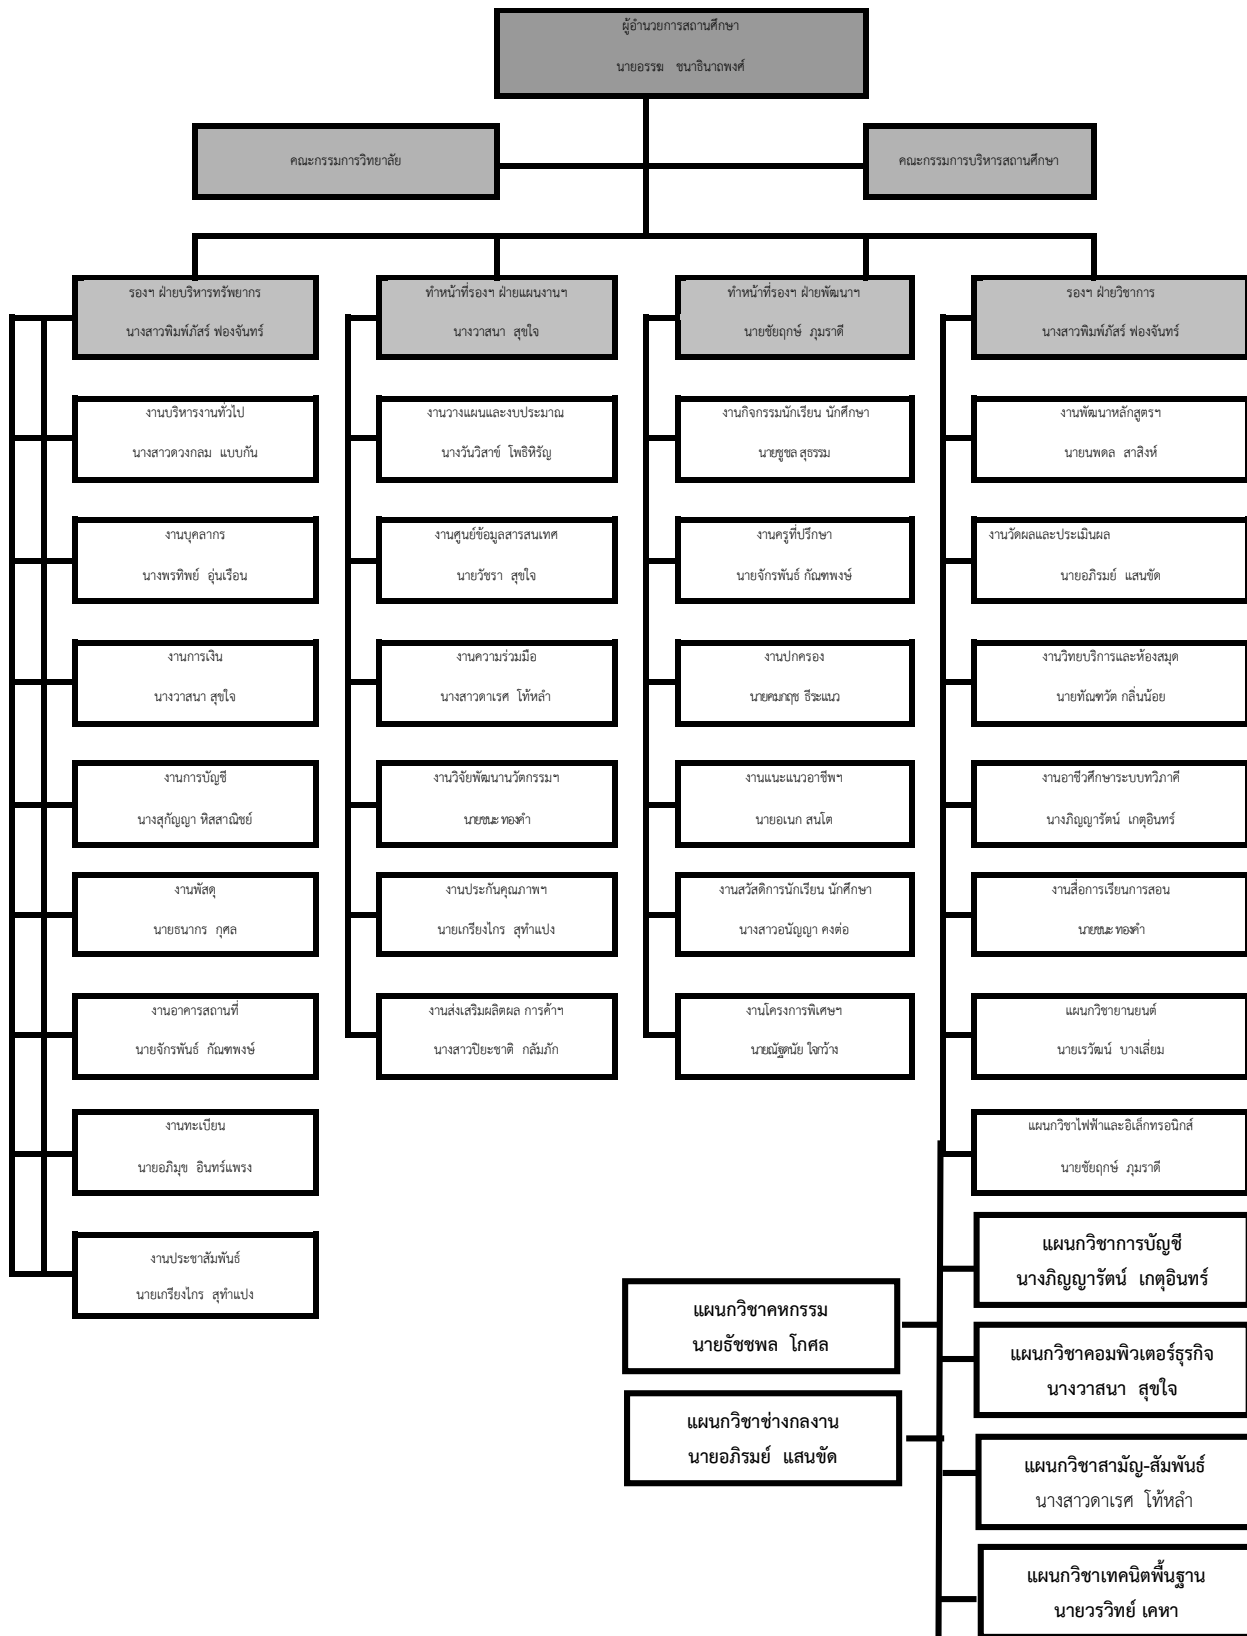 ผู้อำนวยการสถานศึกษา
นายอรรฆ ชนาธินาถพงศ์
คณะกรรมการวิทยาลัย
คณะกรรมการบริหารสถานศึกษา
รองฯ ฝ่ายบริหารทรัพยากร
นางสาวพิมพ์ภัสร์ ฟองจันทร์
งานบริหารงานทั่วไป
นางสาวดวงกลม แบบกัน
งานบุคลากร
นางพรทิพย์ อุ่นเรือน
งานการเงิน
นางวาสนา สุขใจ
งานการบัญชี
นางสุกัญญา หิสสาณิชย์
งานพัสดุ
นายธนากร กุศล
งานอาคารสถานที่
นายจักรพันธ์ กัณฑพงษ์
งานทะเบียน
นายอภิมุข อินทร์แพรง
งานประชาสัมพันธ์
นายเกรียงไกร สุทำแปง
ทำหน้าที่รองฯ ฝ่ายแผนงานฯ
นางวาสนา สุขใจ
งานวางแผนและงบประมาณ
นางวันวิสาข์ โพธิหิรัญ
งานศูนย์ข้อมูลสารสนเทศ
นายวัชรา สุขใจ
งานความร่วมมือ
นางสาวดาเรศ โท้หลำ
งานวิจัยพัฒนานวัตกรรมฯ
นายชนะ ทองคำ
งานประกันคุณภาพฯ
นายเกรียงไกร สุทำแปง
งานส่งเสริมผลิตผล การค้าฯ
นางสาวปิยะชาติ กลัมภัก
ทำหน้าที่รองฯ ฝ่ายพัฒนาฯ
นายชัยฤกษ์ ภุมราดี
งานกิจกรรมนักเรียน นักศึกษา
นายชูชล สุธรรม
งานครูที่ปรึกษา
นายจักรพันธ์ กัณฑพงษ์
งานปกครอง
นายคมกฤช ธีระแนว
งานแนะแนวอาชีพฯ
นายอเนก สนโต
งานสวัสดิการนักเรียน นักศึกษา
นางสาวอนัญญา คงต่อ
งานโครงการพิเศษฯ
นายณัฐดนัย ใจกว้าง
รองฯ ฝ่ายวิชาการ
นางสาวพิมพ์ภัสร์ ฟองจันทร์
งานพัฒนาหลักสูตรฯ
นายนพดล สาสิงห์
งานวัดผลและประเมินผล
นายอภิรมย์ แสนขัด
งานวิทยบริการและห้องสมุด
นายทัณฑวัต กลิ่นน้อย
งานอาชีวศึกษาระบบทวิภาคี
นางภิญญารัตน์ เกตุอินทร์
งานสื่อการเรียนการสอน
นายชนะ ทองคำ
แผนกวิชายานยนต์
นายเรวัฒน์ บางเลี่ยม
แผนกวิชาไฟฟ้าและอิเล็กทรอนิกส์
นายชัยฤกษ์ ภุมราดี
แผนกวิชาการบัญชี
นางภิญญารัตน์ เกตุอินทร์
แผนกวิชาคอมพิวเตอร์ธุรกิจ
นางวาสนา สุขใจ
แผนกวิชาสามัญ-สัมพันธ์
นางสาวดาเรศ โท้หลำ
แผนกวิชาเทคนิตพื้นฐาน
นายวรวิทย์ เคหา
แผนกวิชาคหกรรม
นายธัชชพล โกศล
แผนกวิชาช่างกลงาน
นายอภิรมย์ แสนขัด